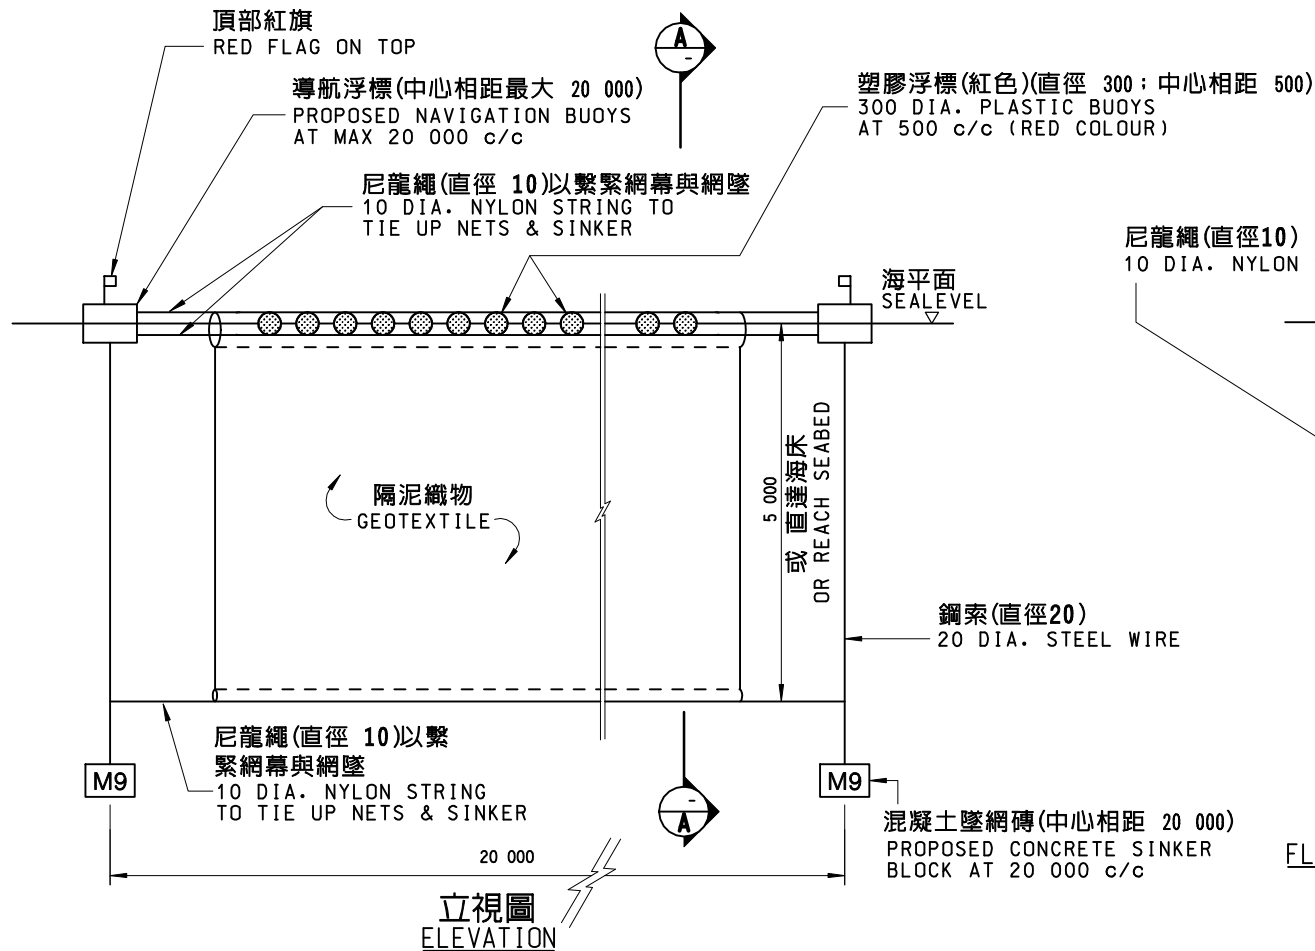 頂部紅旗
RED FLAG ON TOP
A
-
導航浮標(中心相距最大 20 000)
PROPOSED NAVIGATION BUOYS
AT MAX 20 000 c/c
塑膠浮標(紅色)(直徑 300；中心相距 500)
300 DIA. PLASTIC BUOYS
AT 500 c/c (RED COLOUR)
尼龍繩(直徑 10)以繫緊網幕與網墜
10 DIA. NYLON STRING TO
TIE UP NETS & SINKER
尼龍繩(直徑10)
10 DIA. NYLON
海平面
SEALEVEL
隔泥織物
GEOTEXTILE
5 000
或 直達海床
OR REACH SEABED
鋼索(直徑20)
20 DIA. STEEL WIRE
尼龍繩(直徑 10)以繫
緊網幕與網墜
10 DIA. NYLON STRING
TO TIE UP NETS & SINKER
M9
M9
-
A
混凝土墜網磚(中心相距 20 000)
PROPOSED CONCRETE SINKER
BLOCK AT 20 000 c/c
FL
20 000
立視圖
ELEVATION